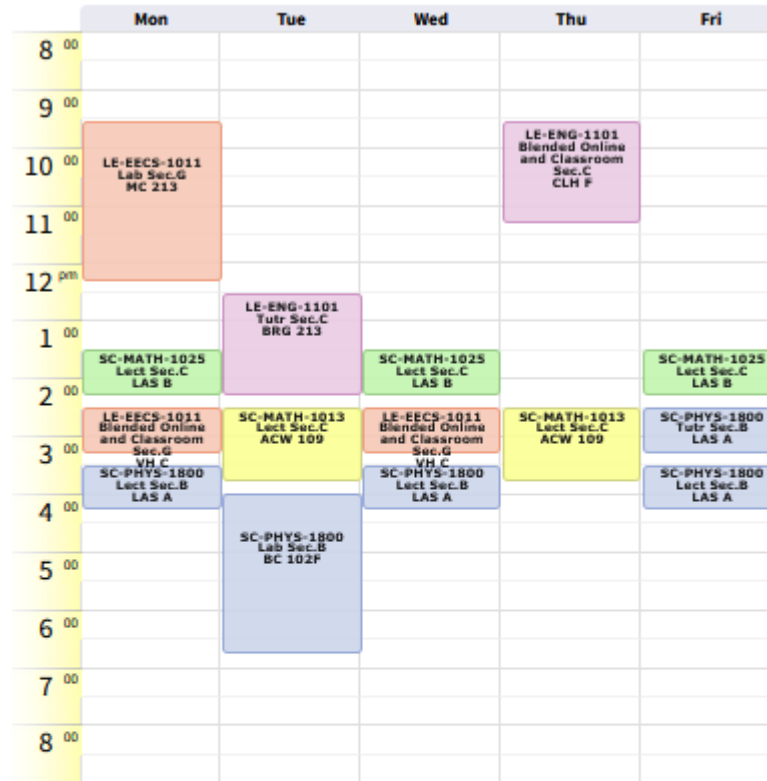 Mon Tue Wed Thu Fri
8 00
9 00
LE-ENG-1101
Blended Online
and Classroom
Sec.C
CLH F
10 00
LE-EECS-1011
Lab Sec.G
MC 213
11 00
12 pm
LE-ENG-1101
Tutr Sec.C
BRG 213
1 00
SC-MATH-1025
Lect Sec.C
LAS B
SC-MATH-1025
Lect Sec.C
LAS B
SC-MATH-1025
Lect Sec.C
LAS B
2 00
LE-EECS-1011
Blended Online
and Classroom
Sec.G
VH C
SC-MATH-1013
Lect Sec.C
ACW 109
LE-EECS-1011
Blended Online
and Classroom
Sec.G
VH C
SC-MATH-1013
Lect Sec.C
ACW 109
SC-PHYS-1800
Tutr Sec.B
LAS A
3 00
SC-PHYS-1800
Lect Sec.B
LAS A
SC-PHYS-1800
Lect Sec.B
LAS A
SC-PHYS-1800
Lect Sec.B
LAS A
4 00
SC-PHYS-1800
Lab Sec.B
BC 102F
5 00
6 00
7 00
8 00